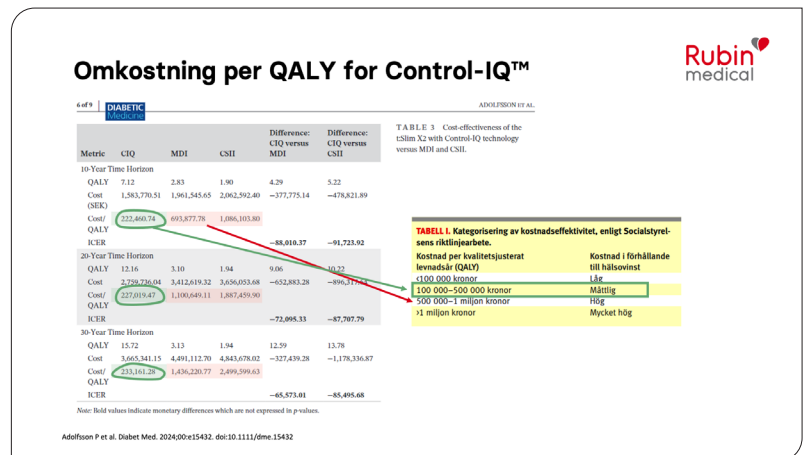 Omkostning per QALY for Control-IQ™
Rubin
medical
6 of 9
DIABETIC
Medicine
ADOLFSSON ET AL.
Metric CIQ MDI CSII Difference: CIQ versus MDI Difference: CIQ versus CSII
10-Year Time Horizon
QALY 7.12 2.83 1.90 4.29 5.22
Cost (SEK) 1,583,770.51 1,961,545.65 2,062,592.40 −377,775.14 −478,821.89
Cost/QALY 222,460.74 693,877.78 1,086,103.80
ICER −88,010.37 −91,723.92
20-Year Time Horizon
QALY 12.16 3.10 1.94 9.06 10.22
Cost 2,759,736.04 3,412,619.32 3,656,053.68 −652,883.28
Cost/QALY 227,019.47 1,100,649.11 1,887,459.90
ICER −72,095.33 −87,707.79
30-Year Time Horizon
QALY 15.72 3.13 1.94 12.59 13.78
Cost 3,665,341.15 4,491,112.70 4,843,678.02 −327,439.28 −1,178,336.87
Cost/QALY 233,161.28 1,436,220.77 2,499,599.63
ICER −65,573.01 −85,495.68
Note: Bold values indicate monetary differences which are not expressed in p-values.
TABLE 3 Cost-effectiveness of the
t:Slim X2 with Control-IQ technology
versus MDI and CSII.
TABELL I. Kategorisering av kostnadseffektivitet, enligt Socialstyrel-
sens riktlinjearbete.
Kostnad per kvalitetsjusterat Kostnad i förhållande
levnadsår (QALY) till hälsovinst
<100 000 kronor Låg
100 000–500 000 kronor Måttlig
500 000–1 miljon kronor Hög
>1 miljon kronor Mycket hög
Adolfsson P et al. Diabet Med. 2024;00:e15432. doi:10.1111/dme.15432